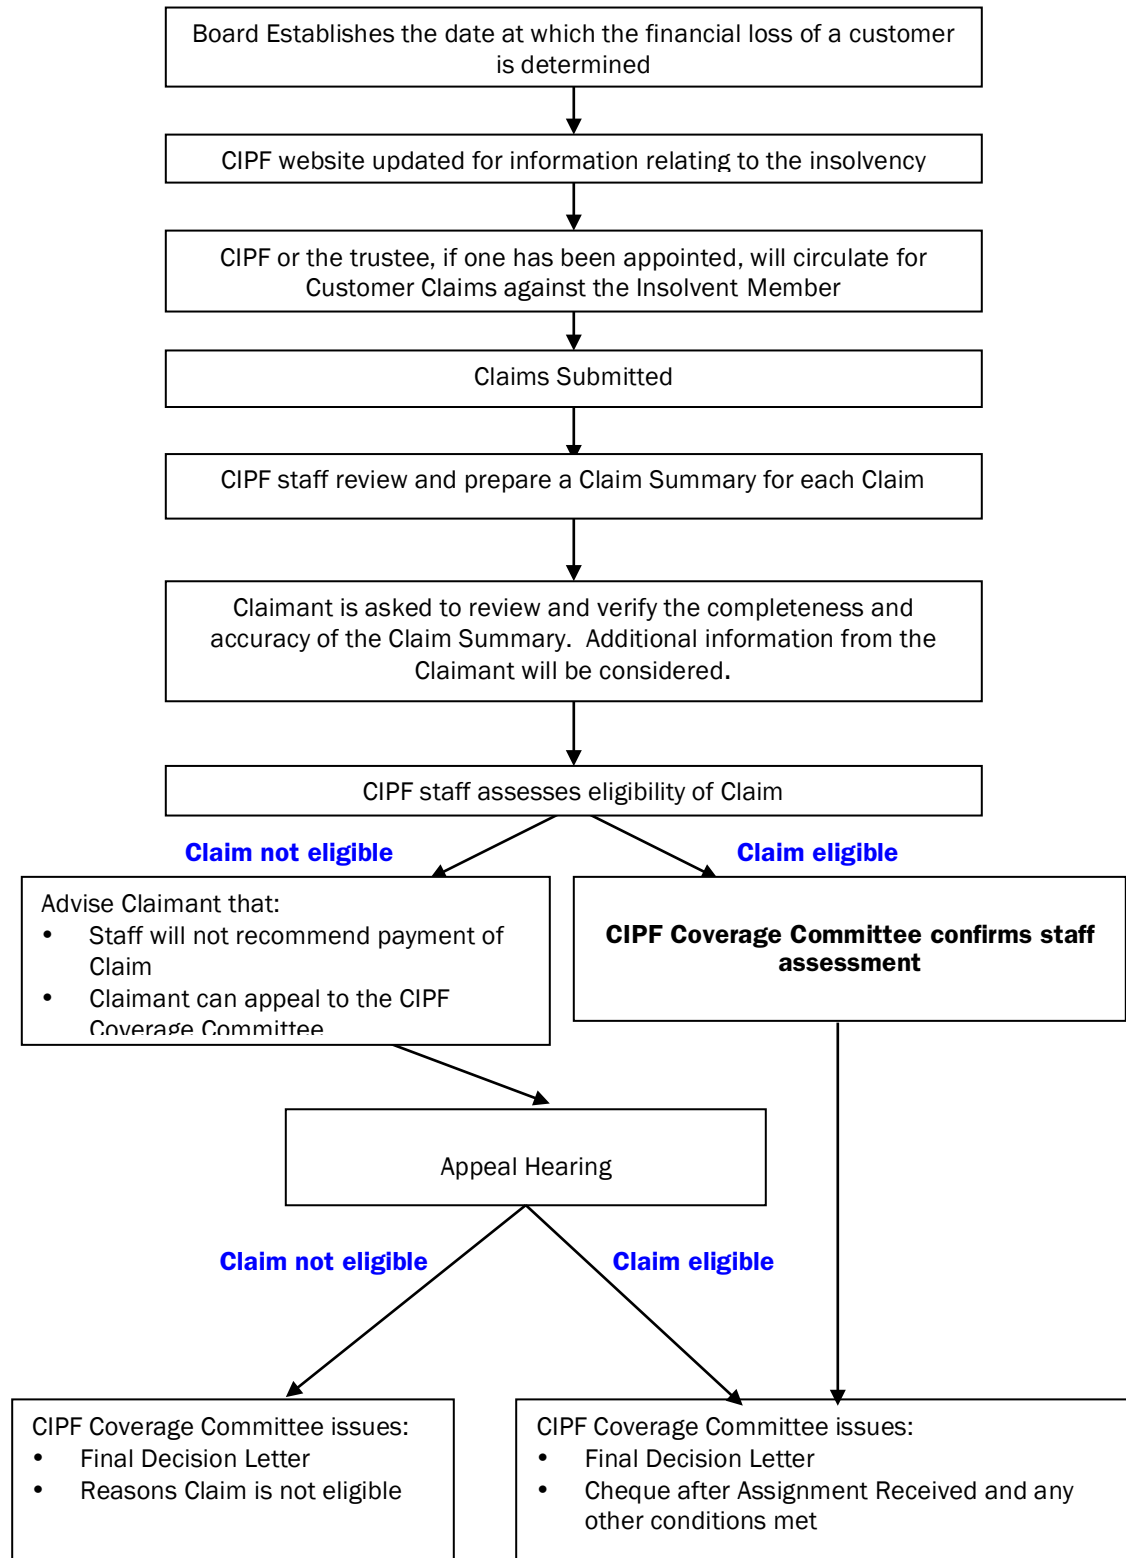 Board Establishes the date at which the financial loss of a customer
is determined
CIPF website updated for information relating to the insolvency
CIPF or the trustee, if one has been appointed, will circulate for
Customer Claims against the Insolvent Member
Claims Submitted
CIPF staff review and prepare a Claim Summary for each Claim
Claimant is asked to review and verify the completeness and
accuracy of the Claim Summary.  Additional information from the
Claimant will be considered.
CIPF staff assesses eligibility of Claim
Claim not eligible
Claim eligible
Advise Claimant that:
• Staff will not recommend payment of
Claim
• Claimant can appeal to the CIPF
Coverage Committee
CIPF Coverage Committee confirms staff
assessment
Appeal Hearing
Claim not eligible
Claim eligible
CIPF Coverage Committee issues:
• Final Decision Letter
• Reasons Claim is not eligible
CIPF Coverage Committee issues:
• Final Decision Letter
• Cheque after Assignment Received and any
other conditions met